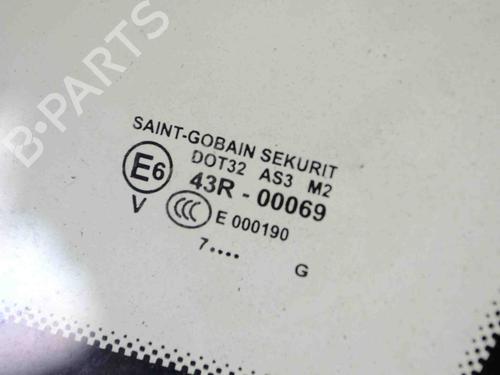 B-PARTS
SAINT-GOBAIN SEKURIT
DOT32 AS3 M2
E6 43R - 00069
V CCC E 000190
7....
G